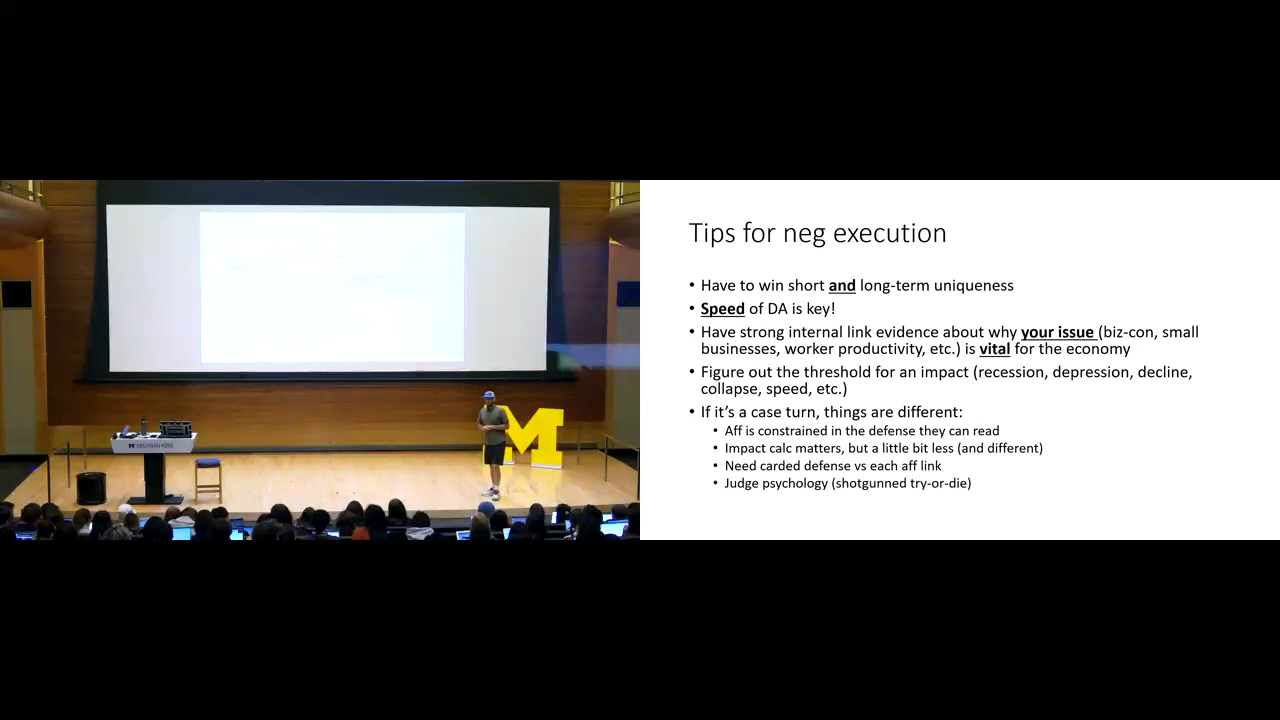 M MICHIGAN ROSS
M
Tips for neg execution
• Have to win short and long-term uniqueness
• Speed of DA is key!
• Have strong internal link evidence about why your issue (biz-con, small
businesses, worker productivity, etc.) is vital for the economy
• Figure out the threshold for an impact (recession, depression, decline,
collapse, speed, etc.)
• If it's a case turn, things are different:
• Aff is constrained in the defense they can read
• Impact calc matters, but a little bit less (and different)
• Need carded defense vs each aff link
• Judge psychology (shotgunned try-or-die)